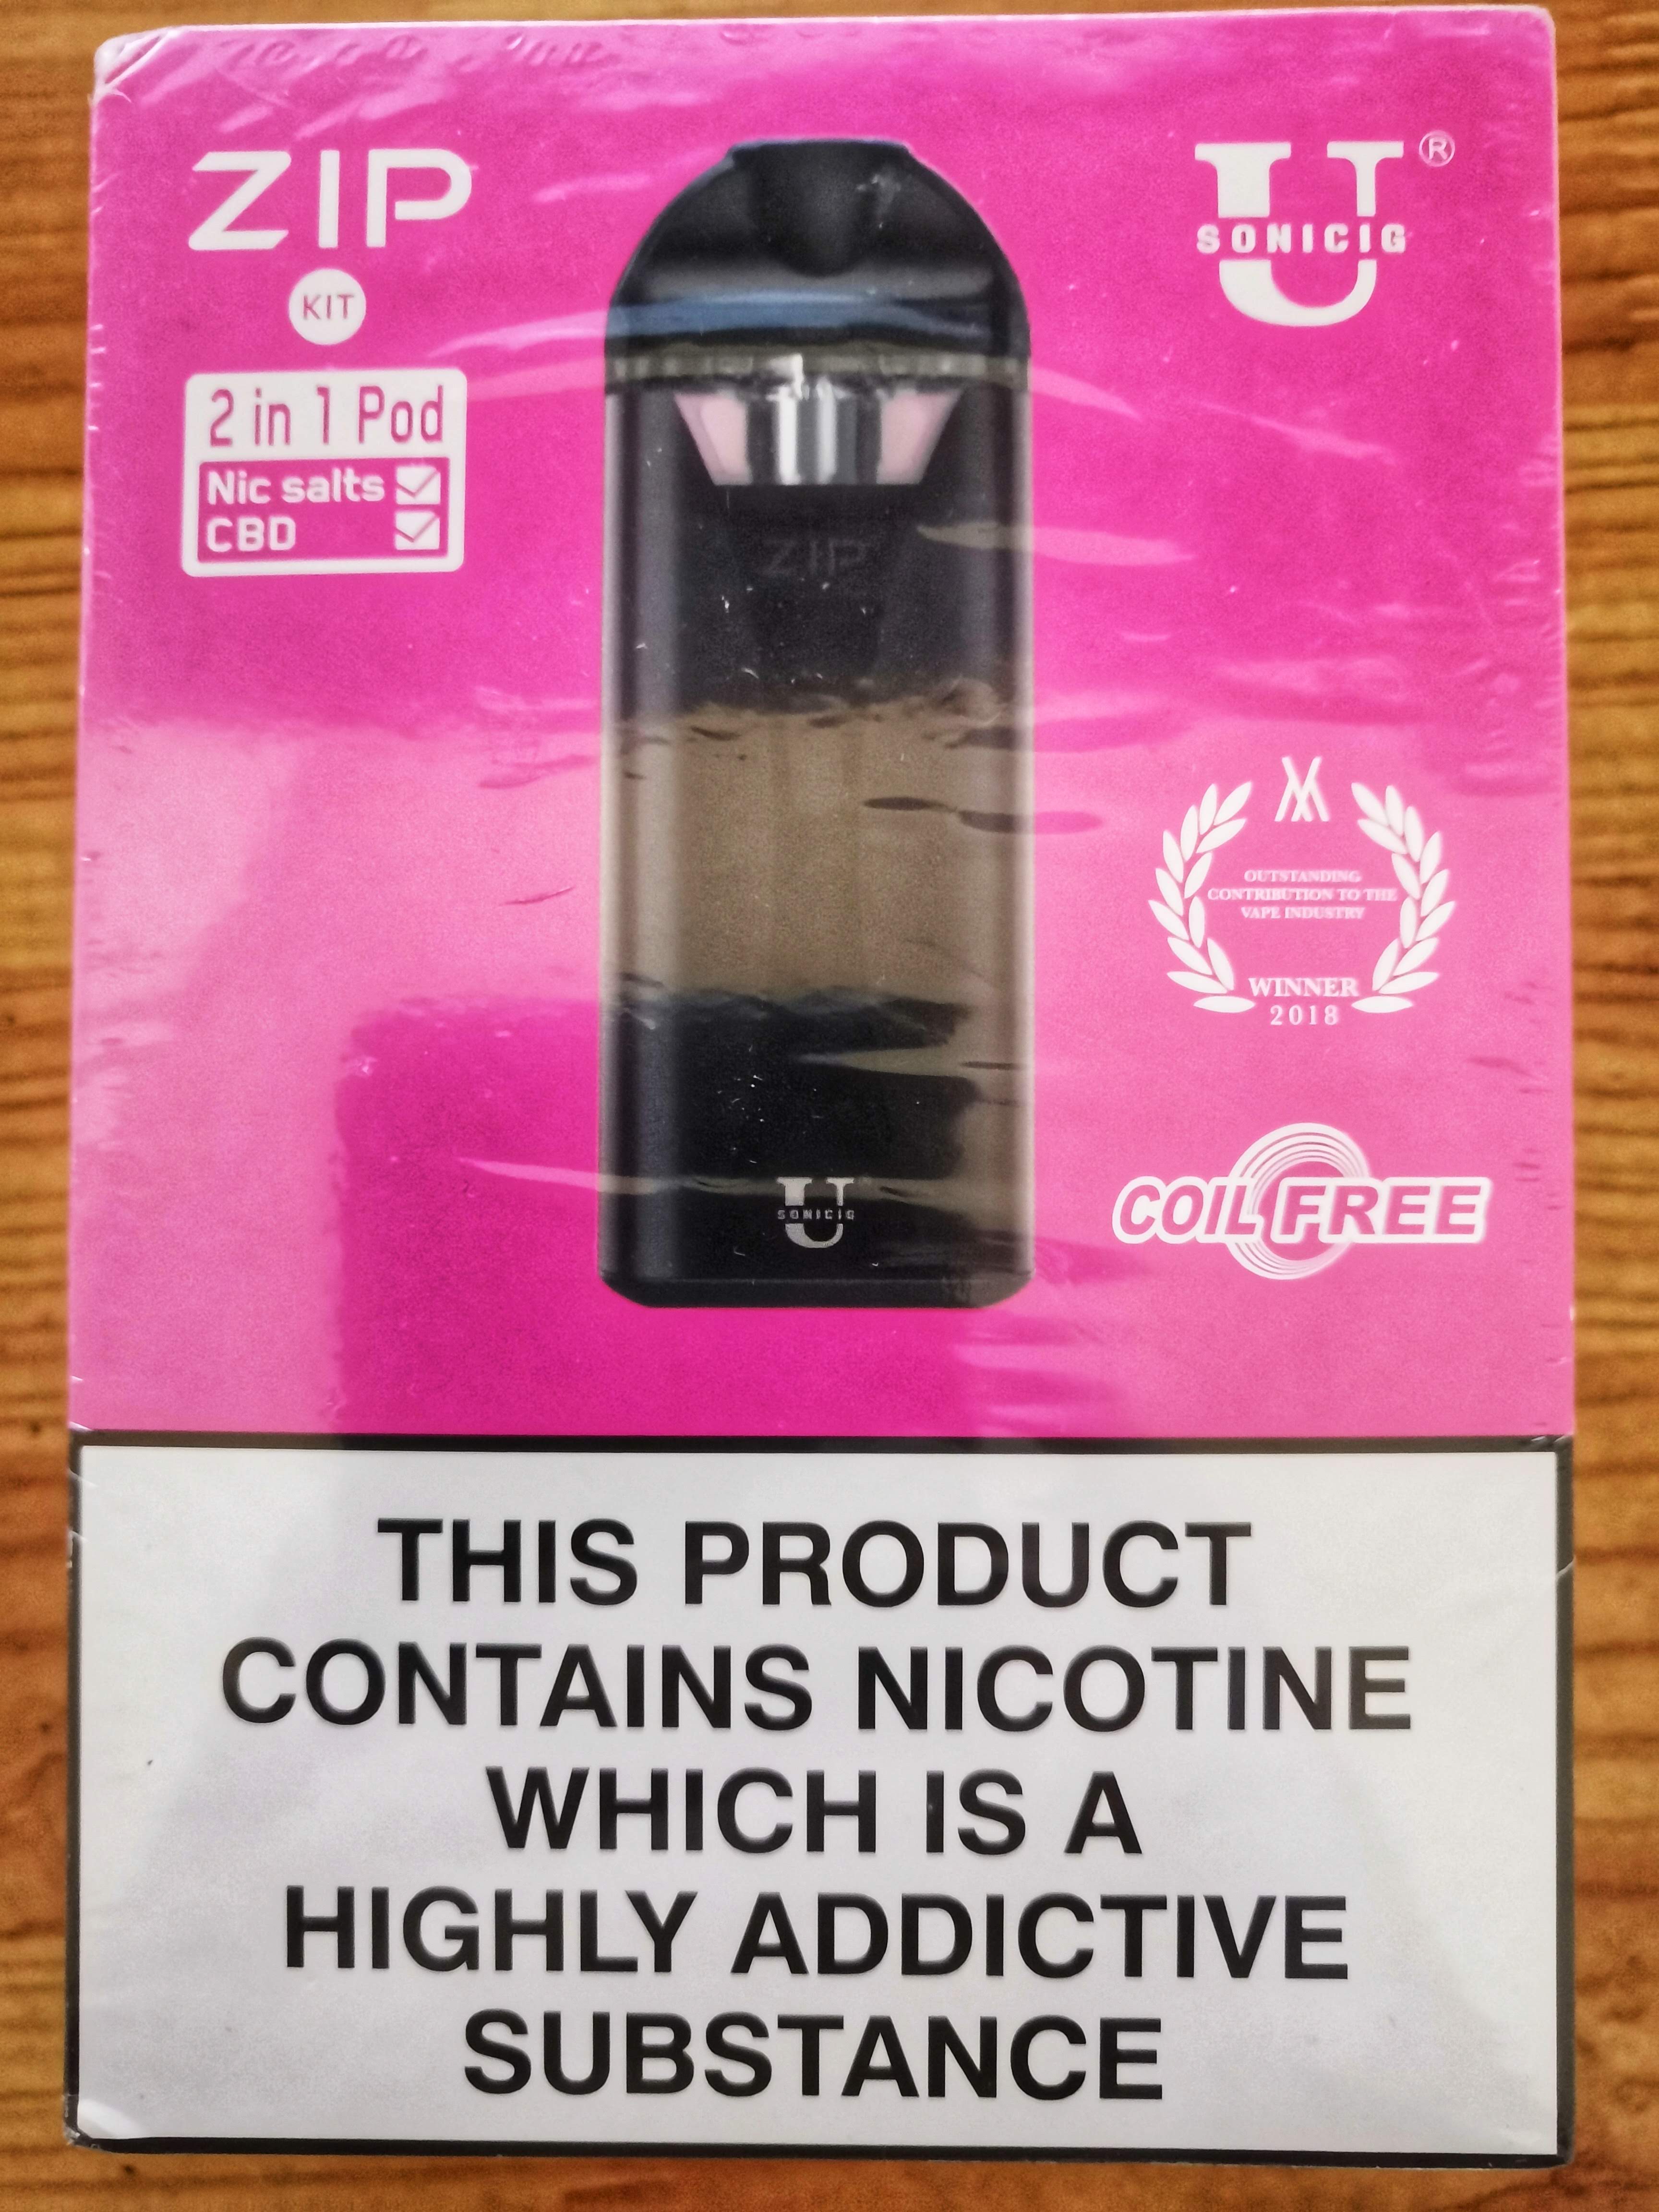 ZIP
KIT
2 in 1 Pod
Nic salts
CBD
U®
SONICIG
ZIP
OUTSTANDING
CONTRIBUTION TO THE
VAPE INDUSTRY
WINNER
2018
COIL FREE
U
SONICIG
THIS PRODUCT
CONTAINS NICOTINE
WHICH IS A
HIGHLY ADDICTIVE
SUBSTANCE